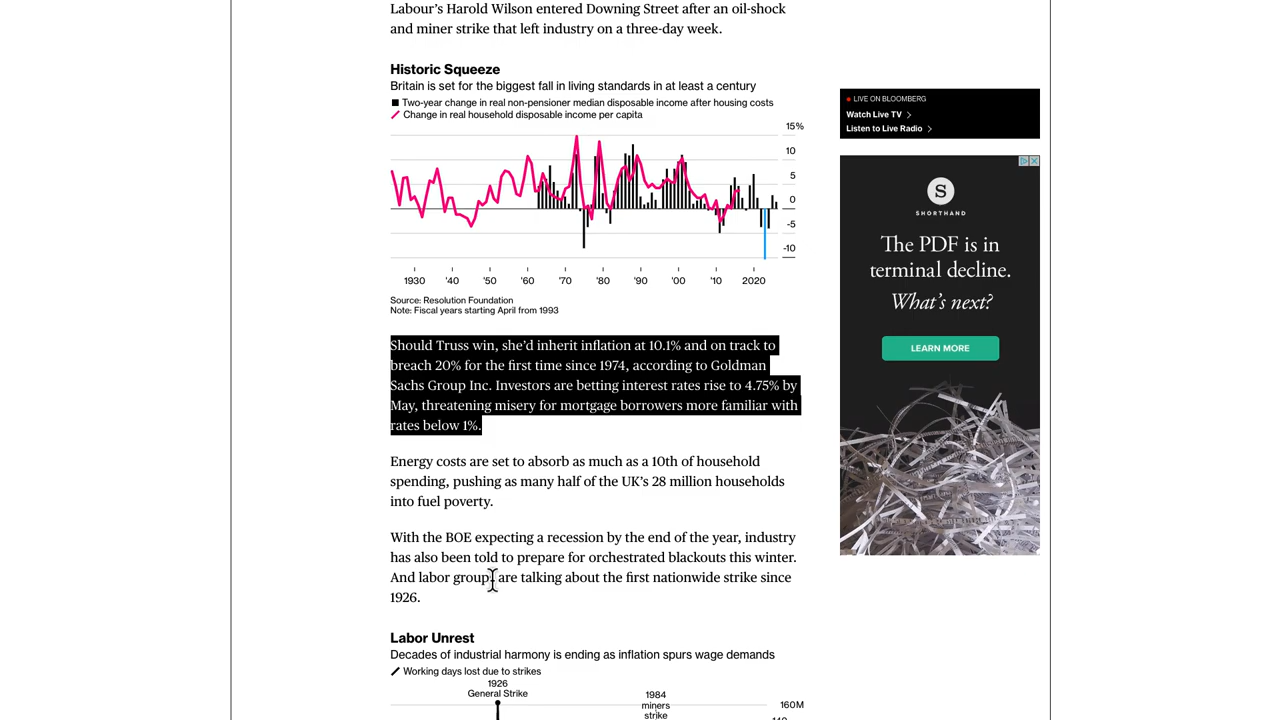 Labour's Harold Wilson entered Downing Street after an oil-shock
and miner strike that left industry on a three-day week.
Historic Squeeze
Britain is set for the biggest fall in living standards in at least a century
Two-year change in real non-pensioner median disposable income after housing costs
Change in real household disposable income per capita
15%
10
5
0
-5
-10
1930 '40 '50 '60 '70 '80 '90 '00 '10 2020
Source: Resolution Foundation
Note: Fiscal years starting April from 1993
Should Truss win, she'd inherit inflation at 10.1% and on track to
breach 20% for the first time since 1974, according to Goldman
Sachs Group Inc. Investors are betting interest rates rise to 4.75% by
May, threatening misery for mortgage borrowers more familiar with
rates below 1%.
Energy costs are set to absorb as much as a 10th of household
spending, pushing as many half of the UK's 28 million households
into fuel poverty.
With the BOE expecting a recession by the end of the year, industry
has also been told to prepare for orchestrated blackouts this winter.
And labor groups are talking about the first nationwide strike since
1926.
Labor Unrest
Decades of industrial harmony is ending as inflation spurs wage demands
Working days lost due to strikes
1926
General Strike
1984
miners
strike
160M
LIVE ON BLOOMBERG
Watch Live TV
Listen to Live Radio
S
SHORTHAND
The PDF is in
terminal decline.
What's next?
LEARN MORE